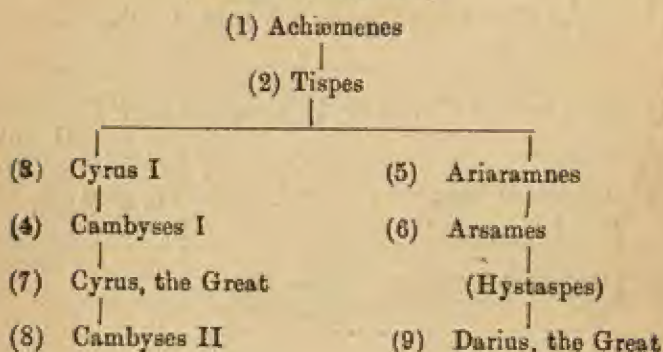 (1) Achæmenes
(2) Tispes
(3) Cyrus I (5) Ariaramnes
(4) Cambyses I (6) Arsames
(7) Cyrus, the Great (Hystaspes)
(8) Cambyses II (9) Darius, the Great